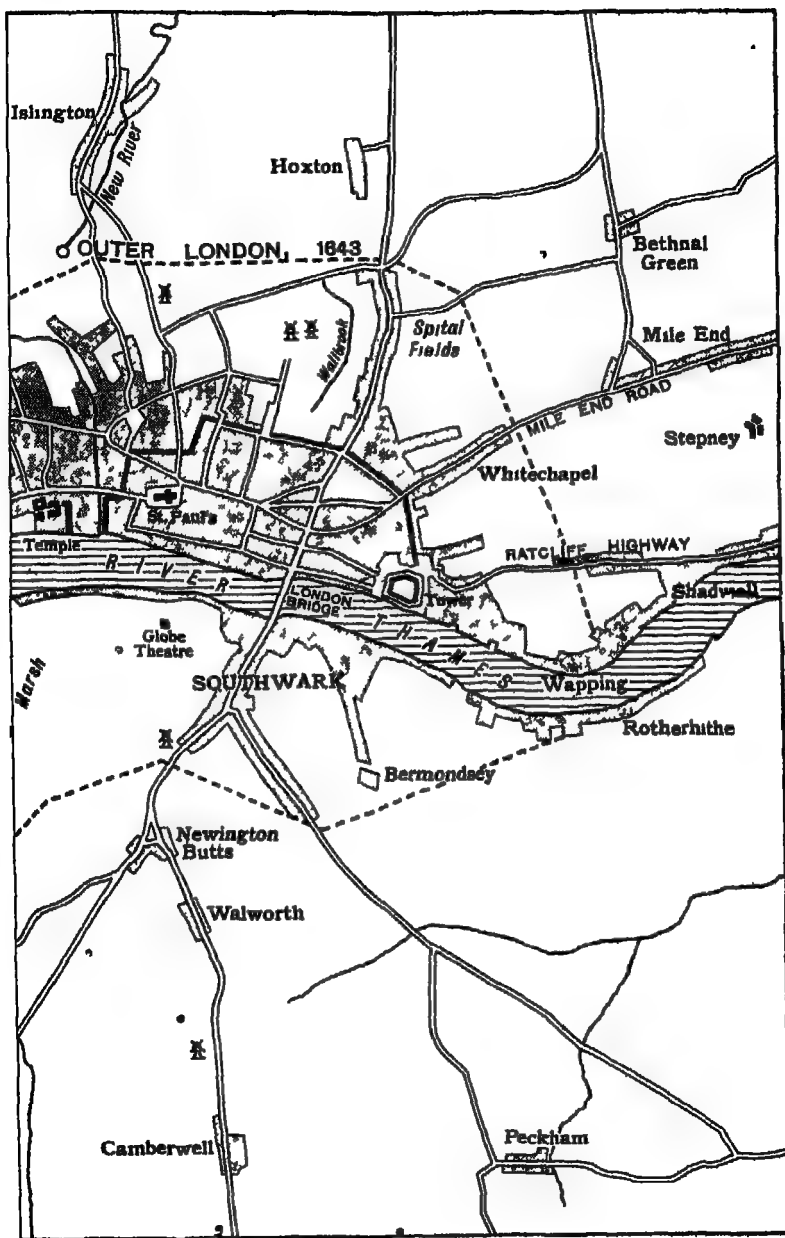 Islington
New River
Hoxton
OUTER LONDON, 1643
Bethnal
Green
Wallbrook
Spital
Fields
Mile End
MILE END ROAD
Stepney
Whitechapel
St. Paul's
Temple
RATCLIFF HIGHWAY
RIVER THAMES
LONDON
BRIDGE
Tower
Shadwell
Globe
Theatre
Marsh
SOUTHWARK
Wapping
Rotherhithe
Bermondsey
Newington
Butts
Walworth
Camberwell
Peckham